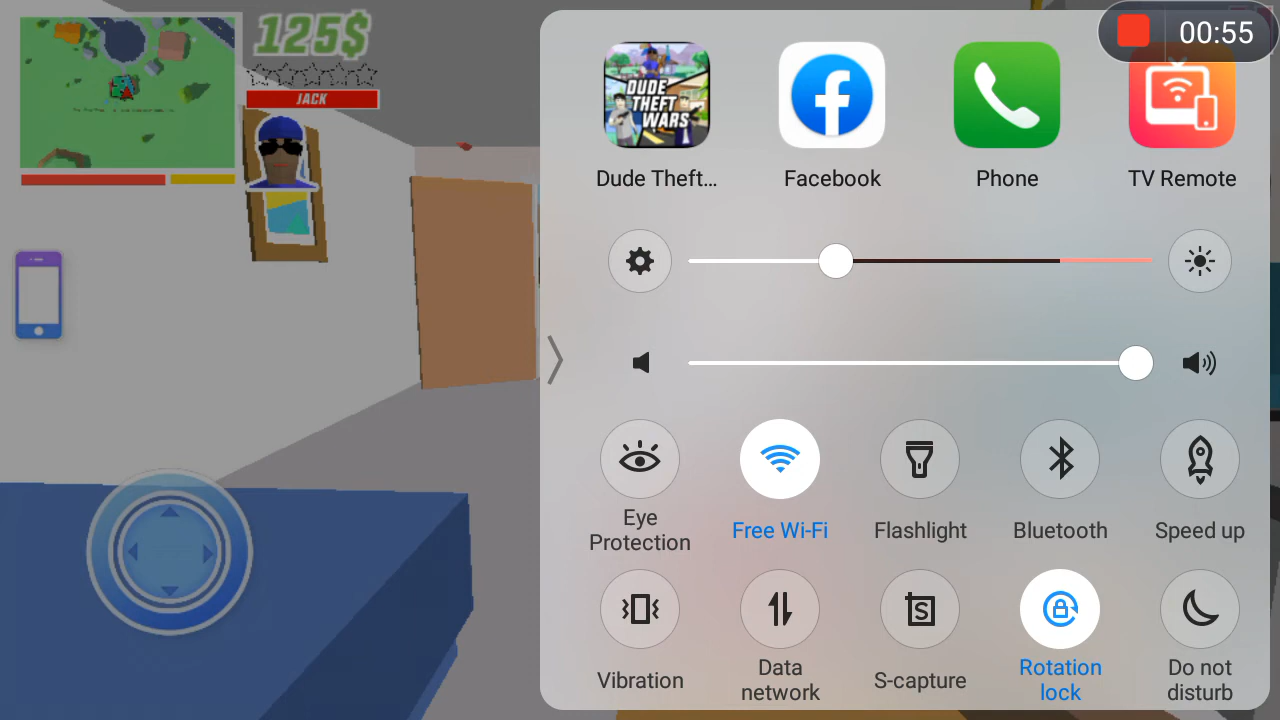 125$
JACK
00:55
DUDE
THEFT
WARS
Dude Theft...
Facebook
Phone
TV Remote
Eye
Protection
Free Wi-Fi
Flashlight
Bluetooth
Speed up
Vibration
Data
network
S-capture
Rotation
lock
Do not
disturb